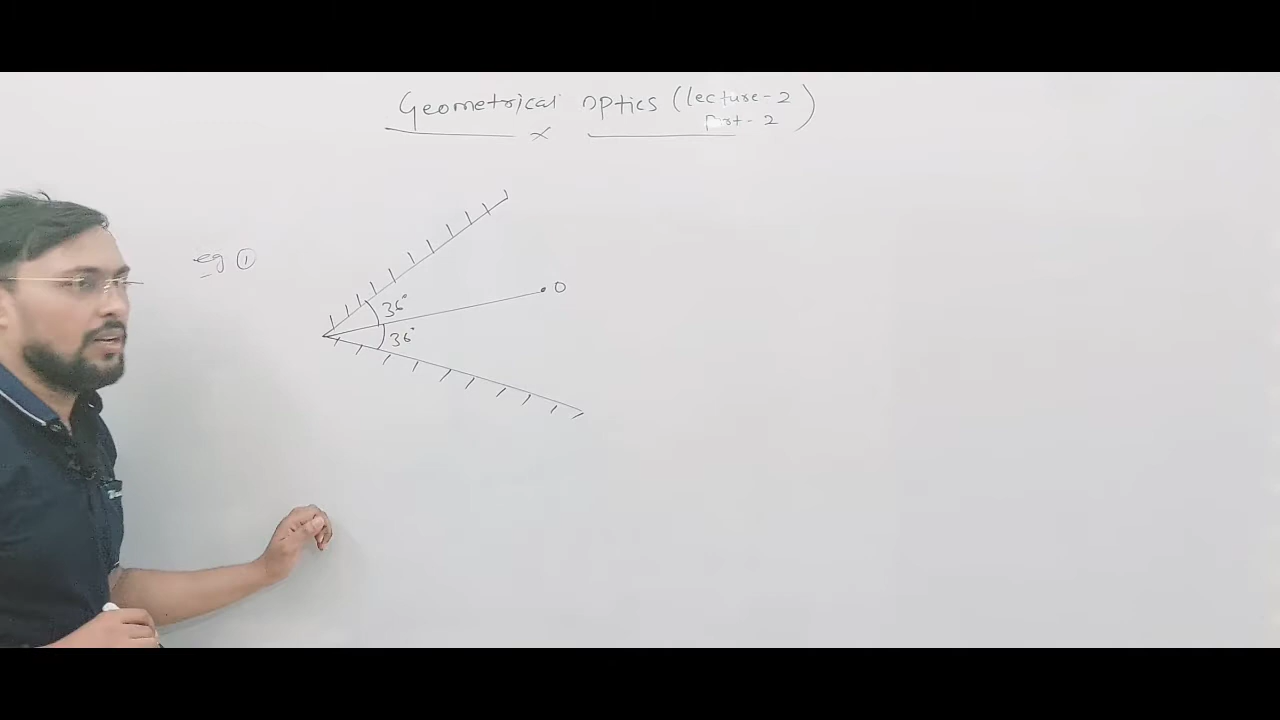 Geometrical Optics (lecture-2
part-2)
eg ①
36°
O
36°